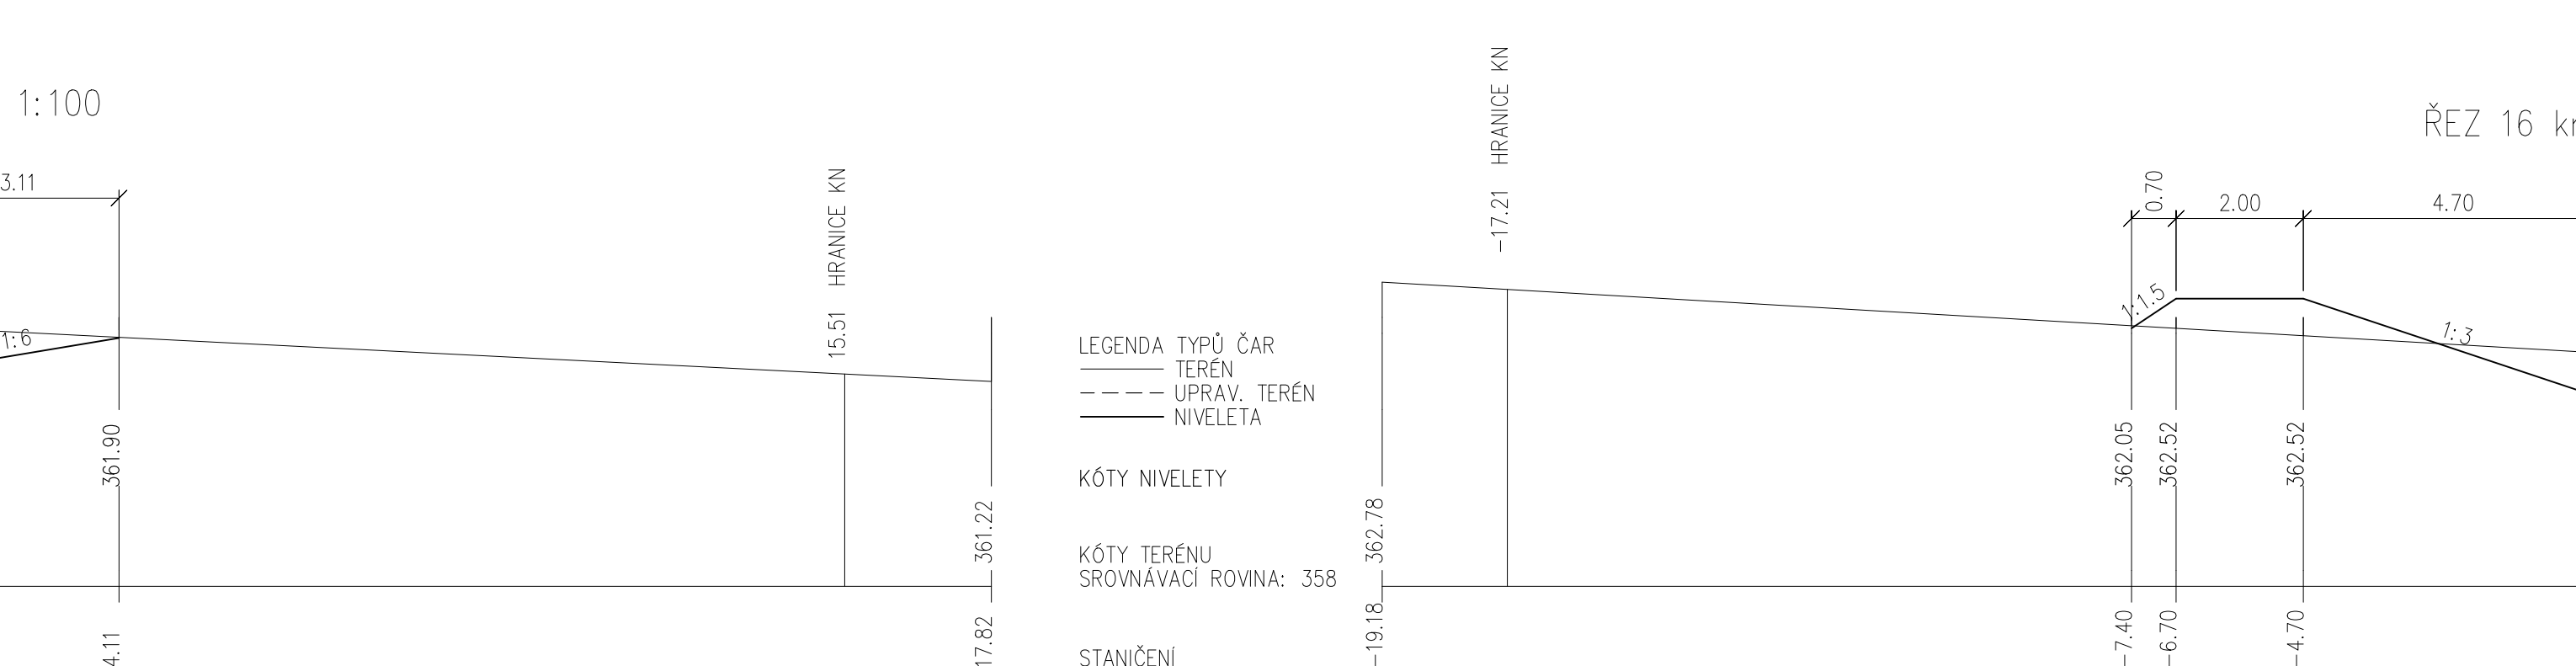 1:100
3.11
1:6
361.90
4.11
15.51 HRANICE KN
361.22
17.82
LEGENDA TYPŮ ČAR
TERÉN
UPRAV. TERÉN
NIVELETA
KÓTY NIVELETY
KÓTY TERÉNU
SROVNÁVACÍ ROVINA: 358
STANIČENÍ
362.78
-19.18
-17.21 HRANICE KN
ŘEZ 16
0.70
2.00
4.70
1:1.5
1:3
362.05
362.52
362.52
-7.40
-6.70
-4.70